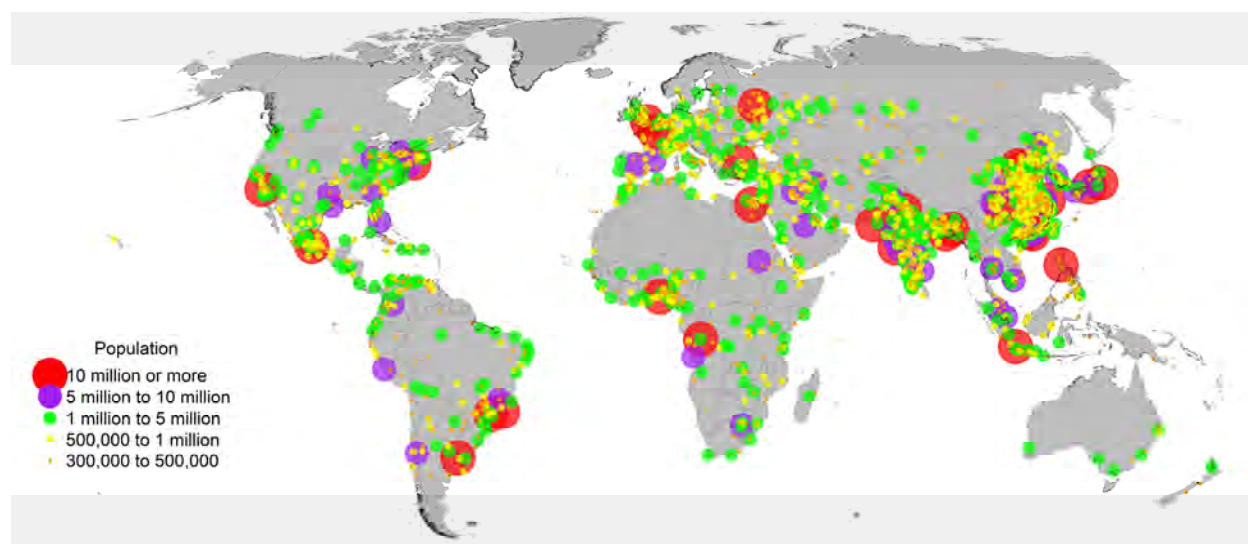 Population
10 million or more
5 million to 10 million
1 million to 5 million
500,000 to 1 million
300,000 to 500,000